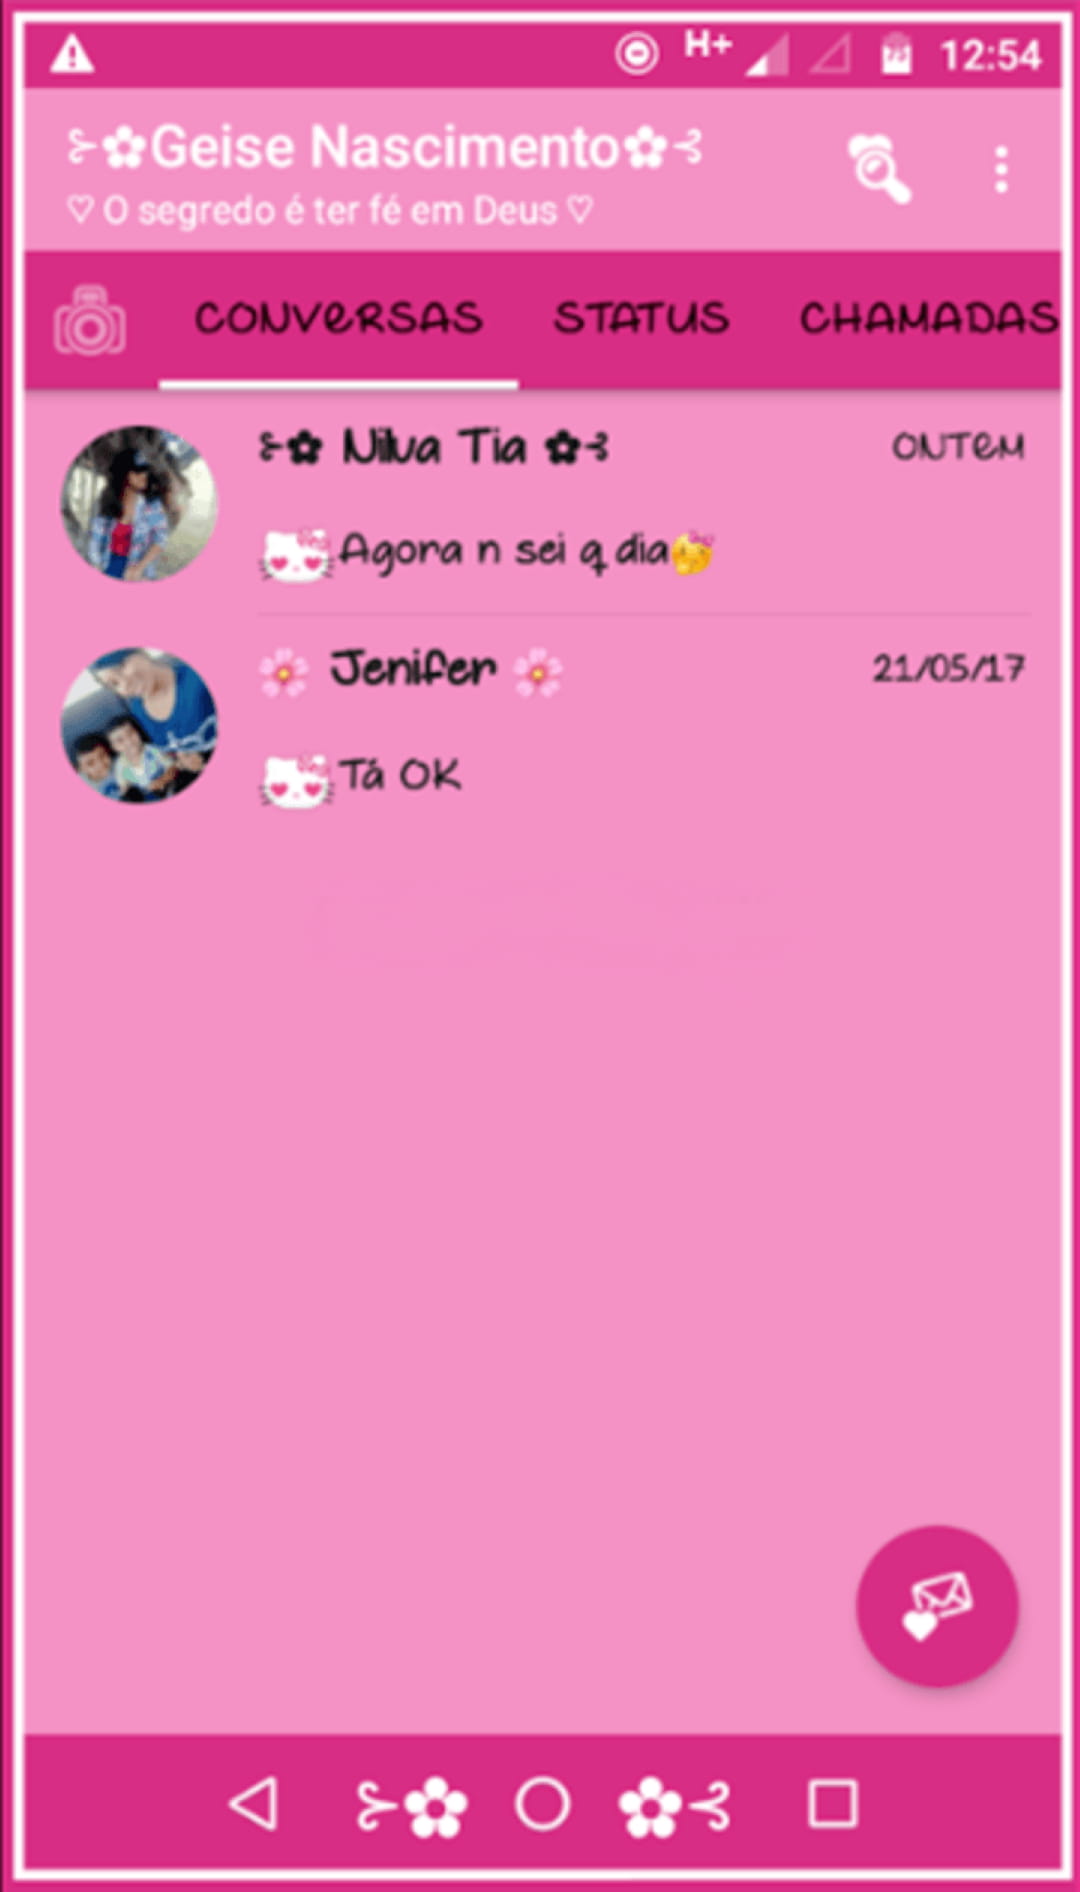 H+ 73 12:54
⊱✿Geise Nascimento✿⊰
♡ O segredo é ter fé em Deus ♡
CONVERSAS STATUS CHAMADAS
⊱✿ Nilva Tia ✿⊰ ONTEM
Agora n sei q dia
🌸 Jenifer 🌸 21/05/17
Tá OK